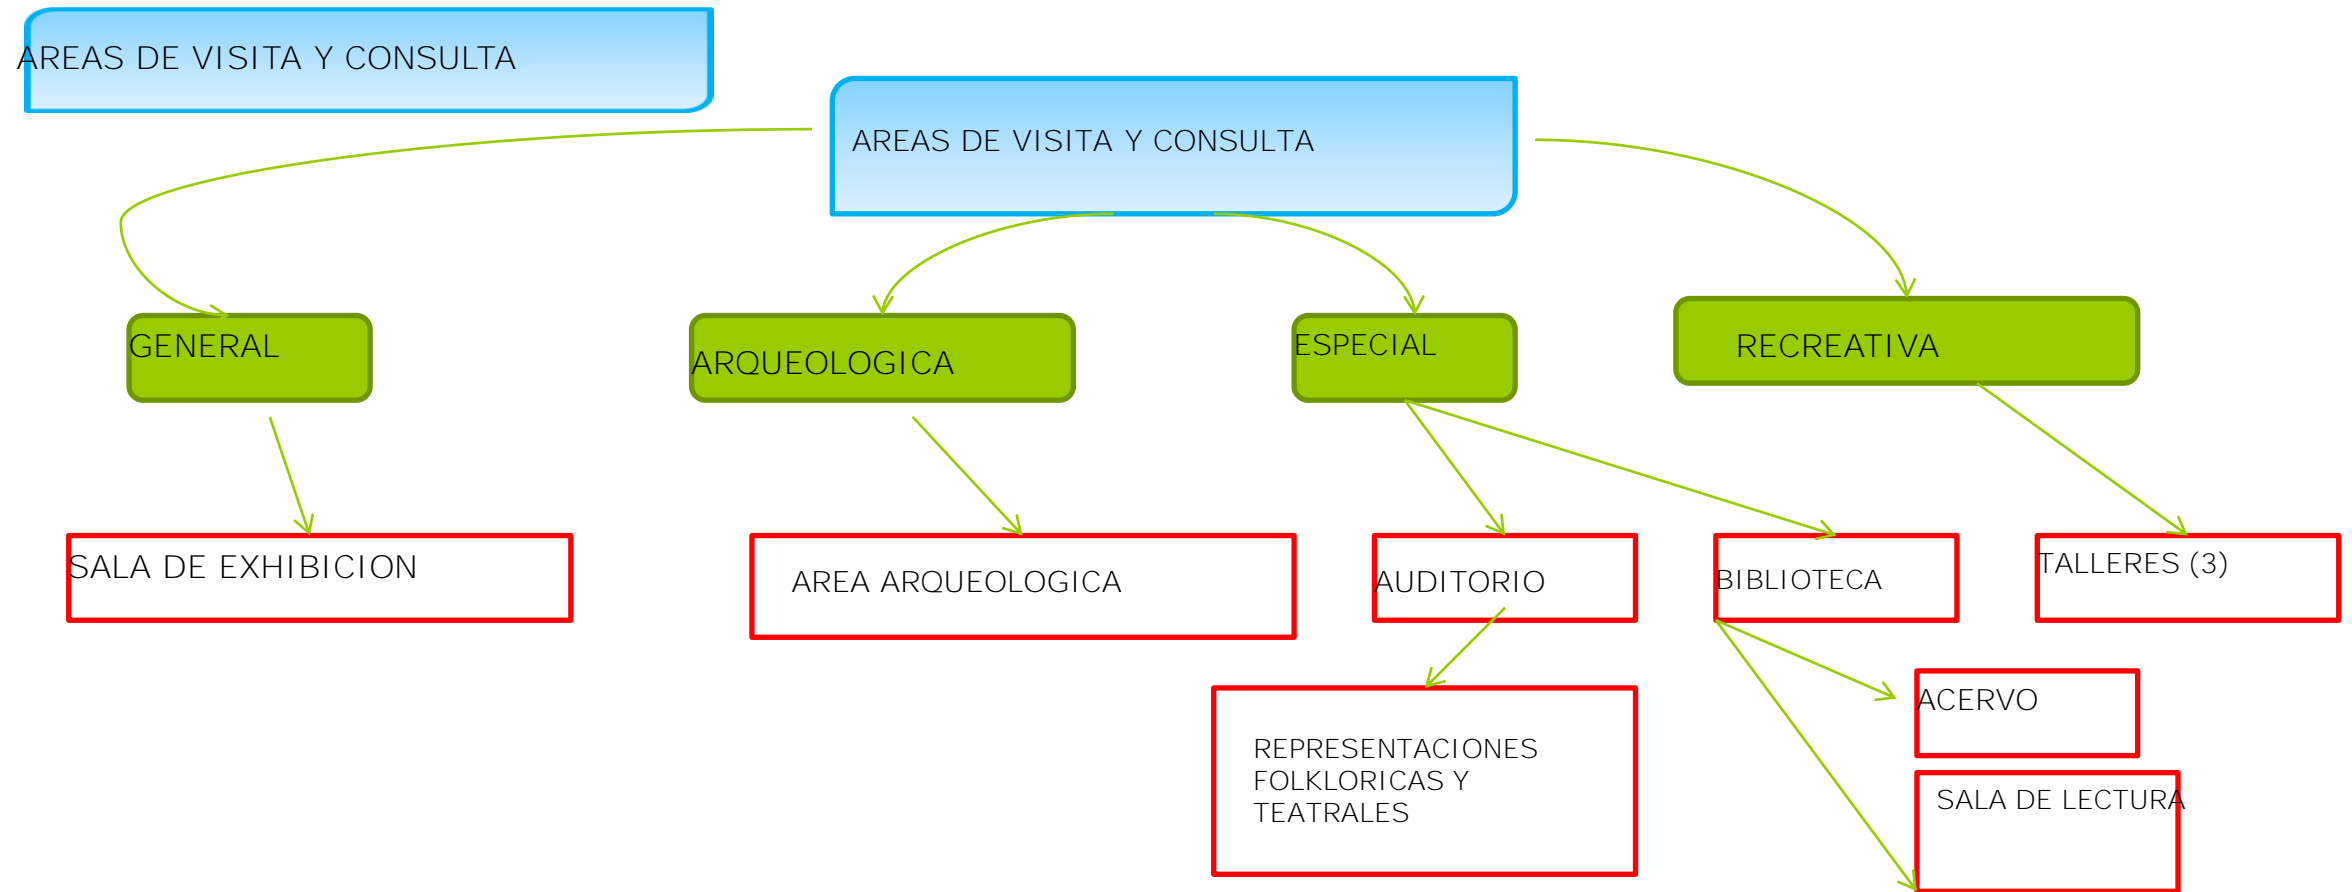 AREAS DE VISITA Y CONSULTA
AREAS DE VISITA Y CONSULTA
GENERAL
ARQUEOLOGICA
ESPECIAL
RECREATIVA
SALA DE EXHIBICION
AREA ARQUEOLOGICA
AUDITORIO
BIBLIOTECA
TALLERES (3)
REPRESENTACIONES
FOLKLORICAS Y
TEATRALES
ACERVO
SALA DE LECTURA